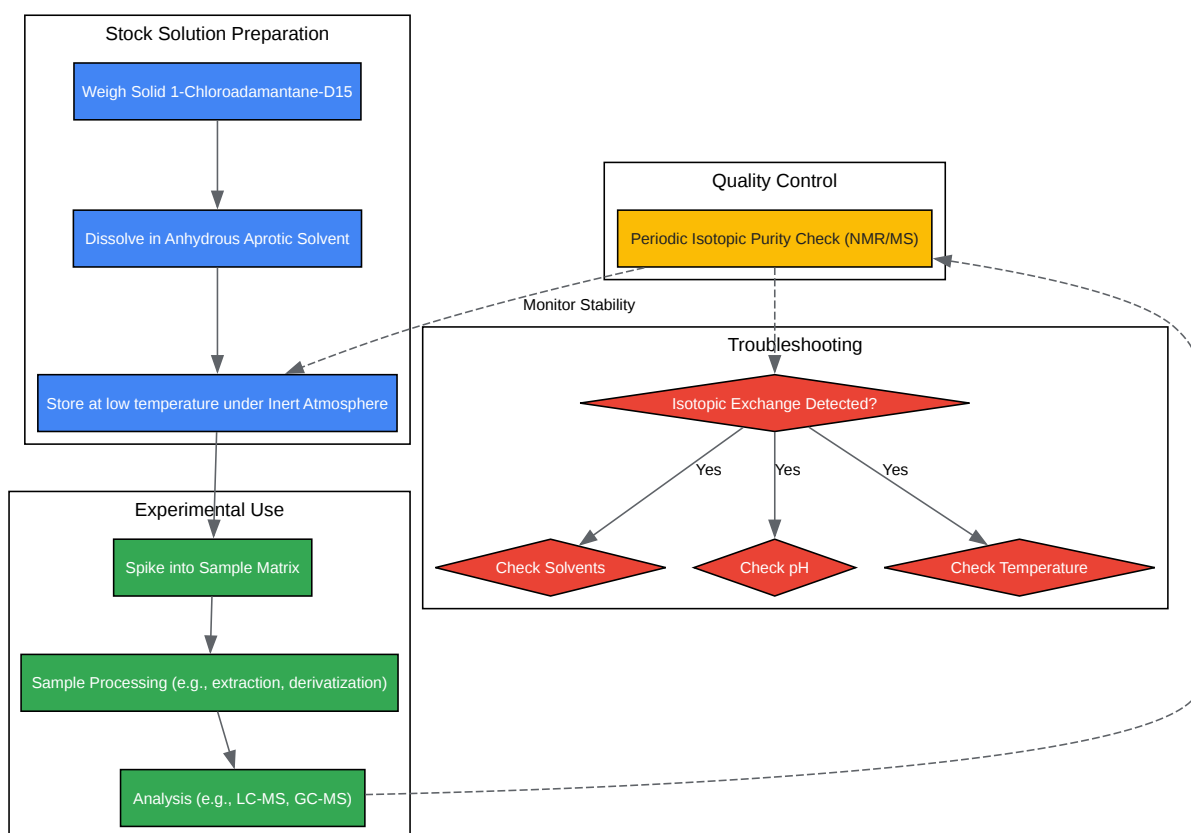 Stock Solution Preparation
Weigh Solid 1-Chloroadamantane-D15
Dissolve in Anhydrous Aprotic Solvent
Store at low temperature under Inert Atmosphere
Quality Control
Periodic Isotopic Purity Check (NMR/MS)
Monitor Stability
Troubleshooting
Isotopic Exchange Detected?
Yes
Yes
Yes
Check Solvents
Check pH
Check Temperature
Experimental Use
Spike into Sample Matrix
Sample Processing (e.g., extraction, derivatization)
Analysis (e.g., LC-MS, GC-MS)